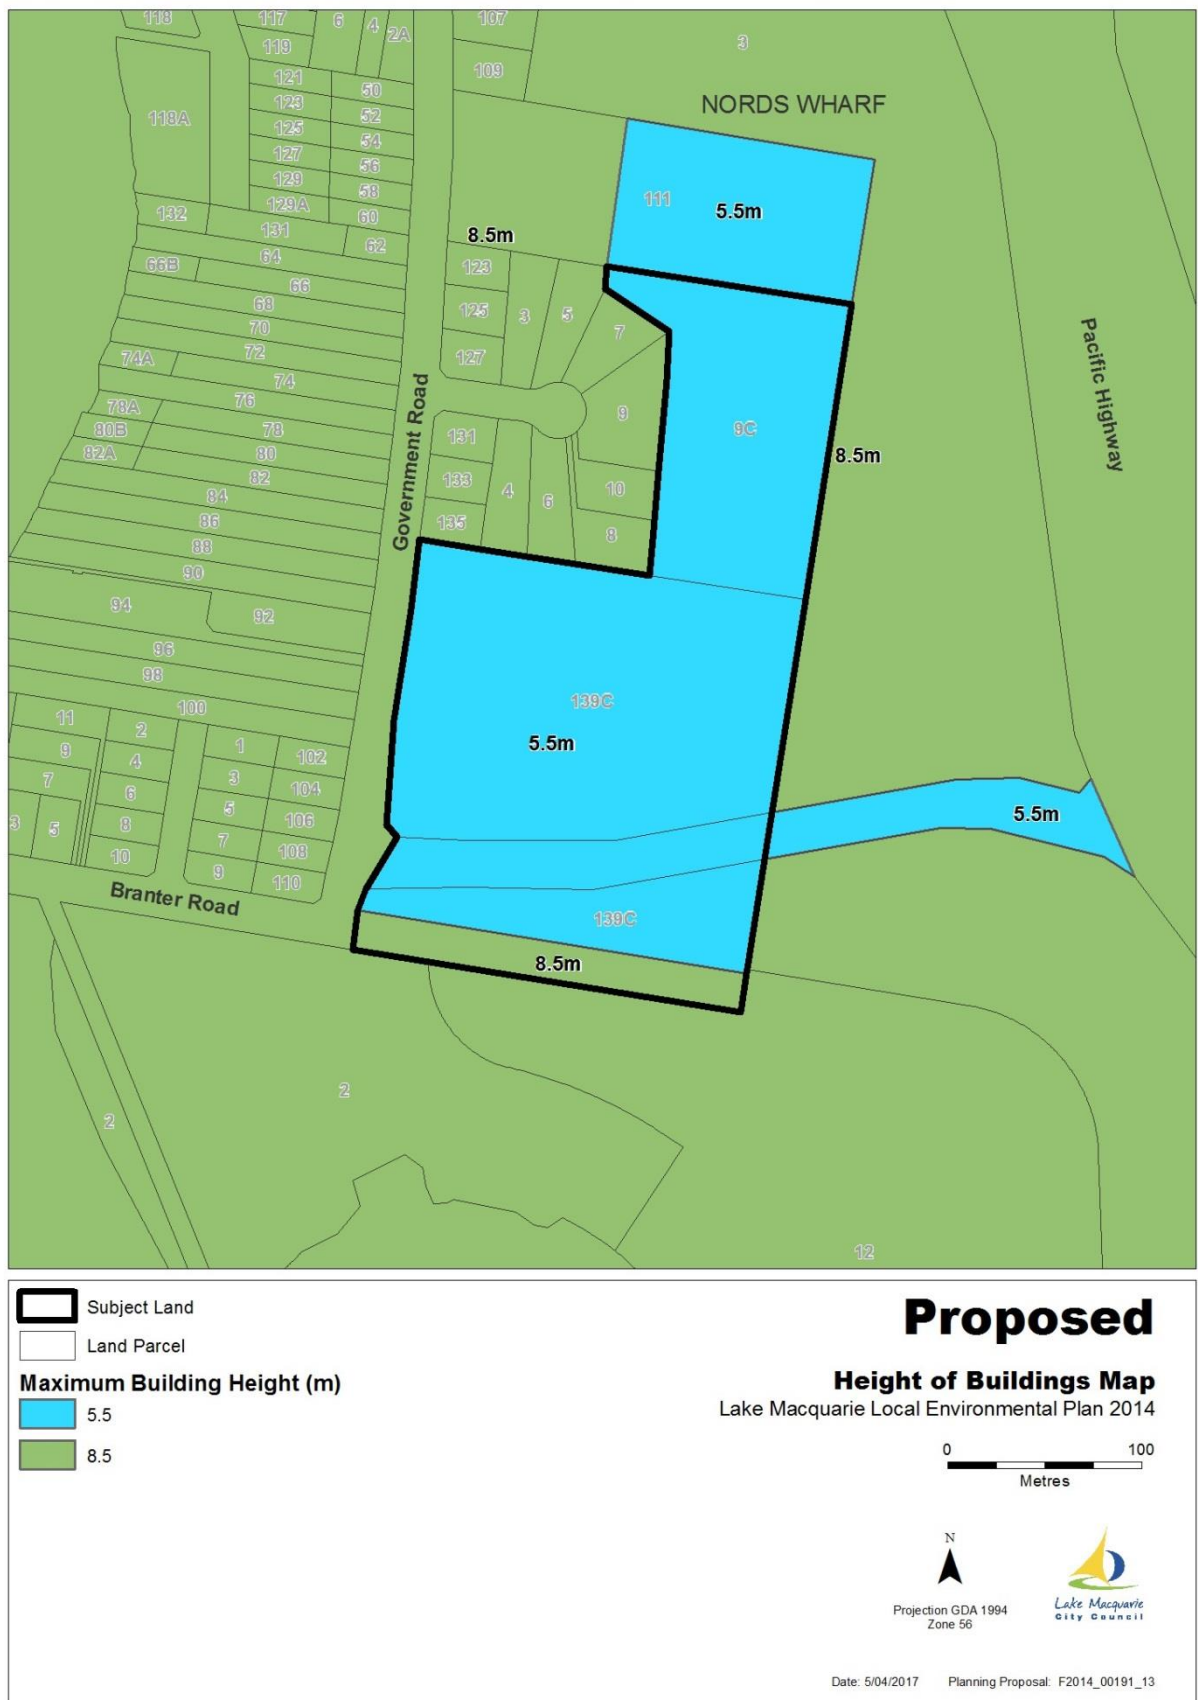 118
117
6
4
2A
107
3
119
109
121
50
123
52
118A
125
54
127
56
129
58
129A
60
132
131
62
NORDS WHARF
111
5.5m
8.5m
64
66B
66
68
70
72
74A
74
76
78A
78
80B
80
82A
82
84
86
88
90
94
92
96
98
100
123
125
127
3
5
7
9
10
8
131
133
135
4
6
Government Road
9C
8.5m
Pacific Highway
139C
5.5m
5.5m
139C
8.5m
11
9
7
3
5
2
4
6
8
10
1
3
5
7
9
102
104
106
108
110
Branter Road
2
2
12
Subject Land
Land Parcel
Maximum Building Height (m)
5.5
8.5
Proposed
Height of Buildings Map
Lake Macquarie Local Environmental Plan 2014
0 100
Metres
N
Projection GDA 1994
Zone 56
Lake Macquarie
City Council
Date: 5/04/2017 Planning Proposal: F2014_00191_13